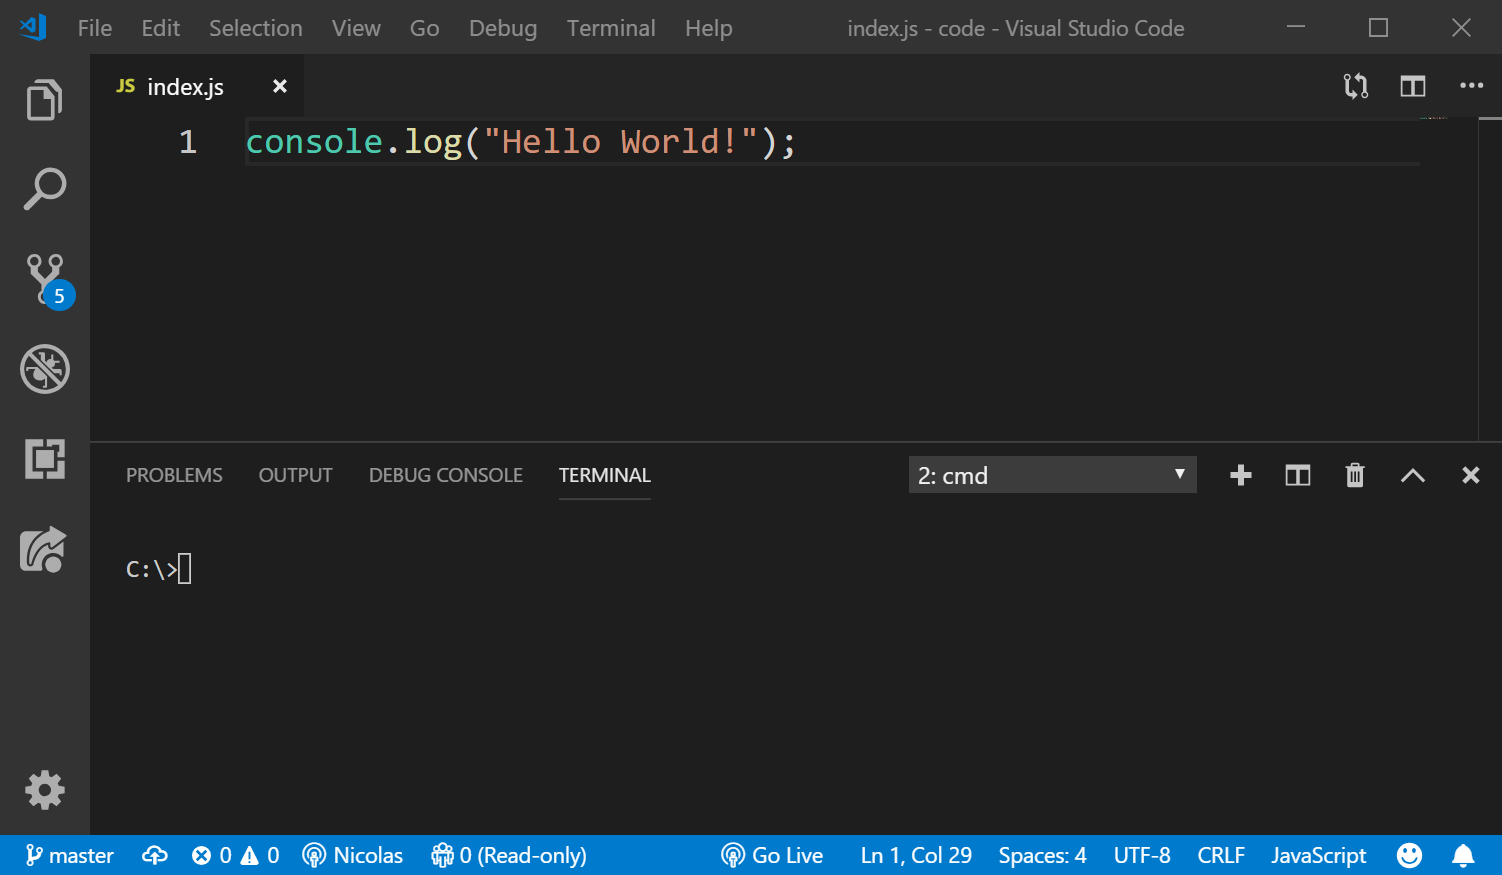 File Edit Selection View Go Debug Terminal Help index.js - code - Visual Studio Code
JS index.js
1 console.log("Hello World!");
5
PROBLEMS OUTPUT DEBUG CONSOLE TERMINAL 2: cmd
C:\>
master 0 0 Nicolas 0 (Read-only) Go Live Ln 1, Col 29 Spaces: 4 UTF-8 CRLF JavaScript